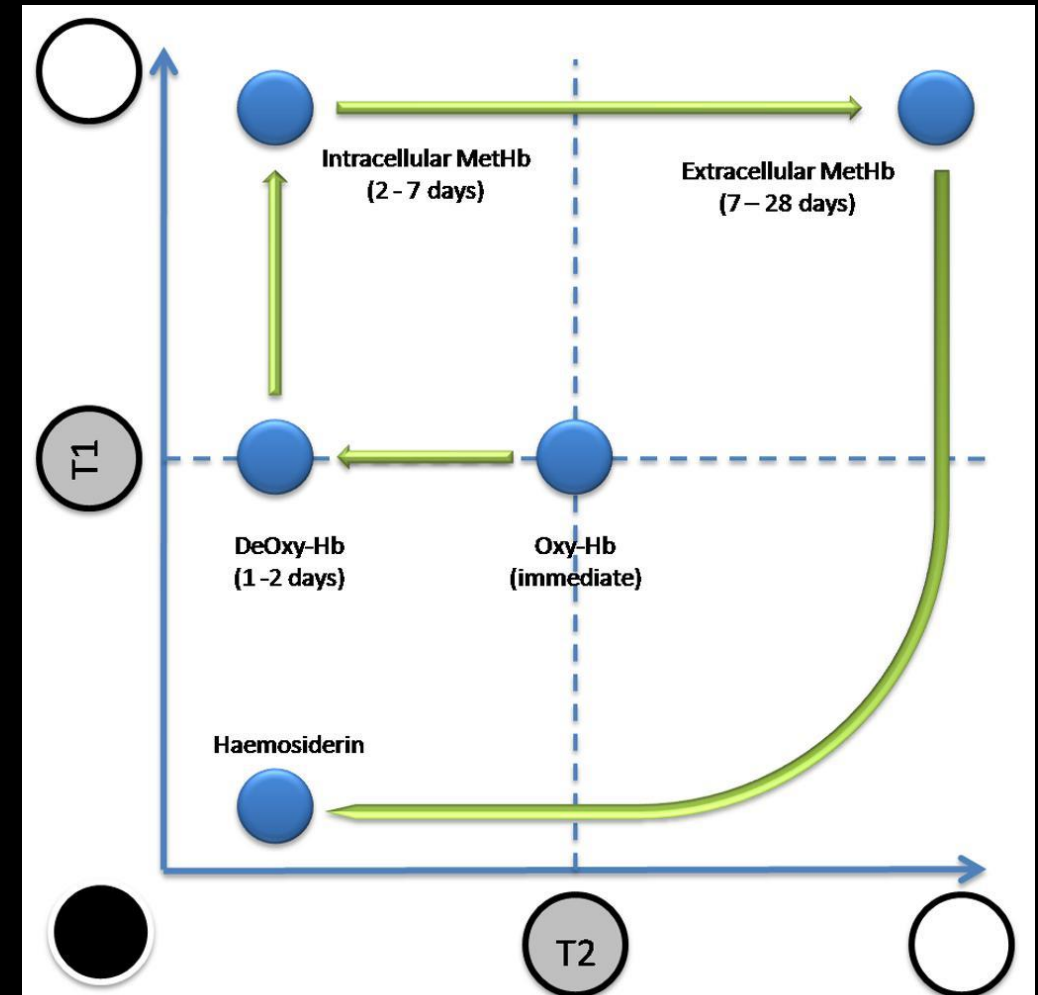 Intracellular MetHb
(2 - 7 days)
Extracellular MetHb
(7 – 28 days)
T1
DeOxy-Hb
(1 -2 days)
Oxy-Hb
(immediate)
Haemosiderin
T2